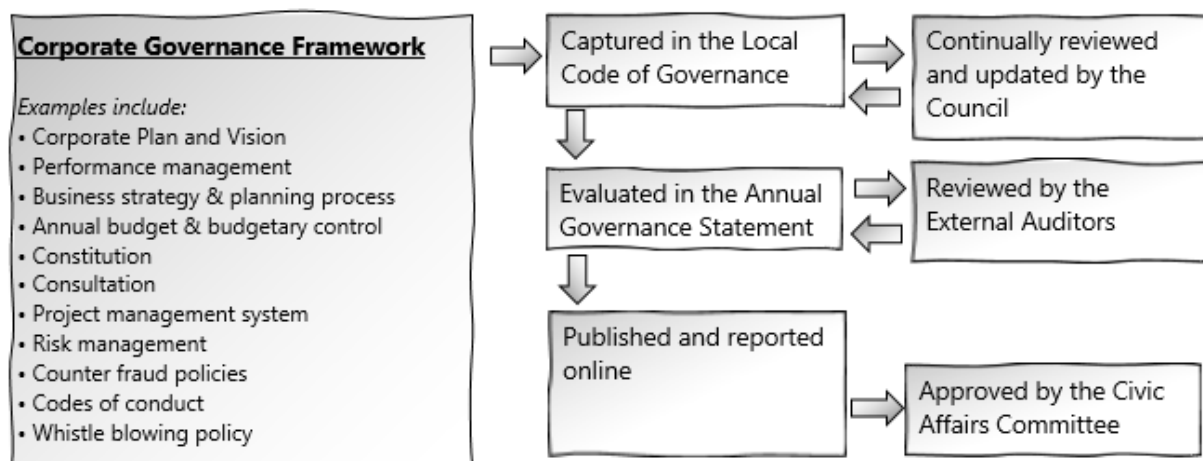 Corporate Governance Framework
Examples include:
• Corporate Plan and Vision
• Performance management
• Business strategy & planning process
• Annual budget & budgetary control
• Constitution
• Consultation
• Project management system
• Risk management
• Counter fraud policies
• Codes of conduct
• Whistle blowing policy
Captured in the Local
Code of Governance
Continually reviewed
and updated by the
Council
Evaluated in the Annual
Governance Statement
Reviewed by the
External Auditors
Published and reported
online
Approved by the Civic
Affairs Committee